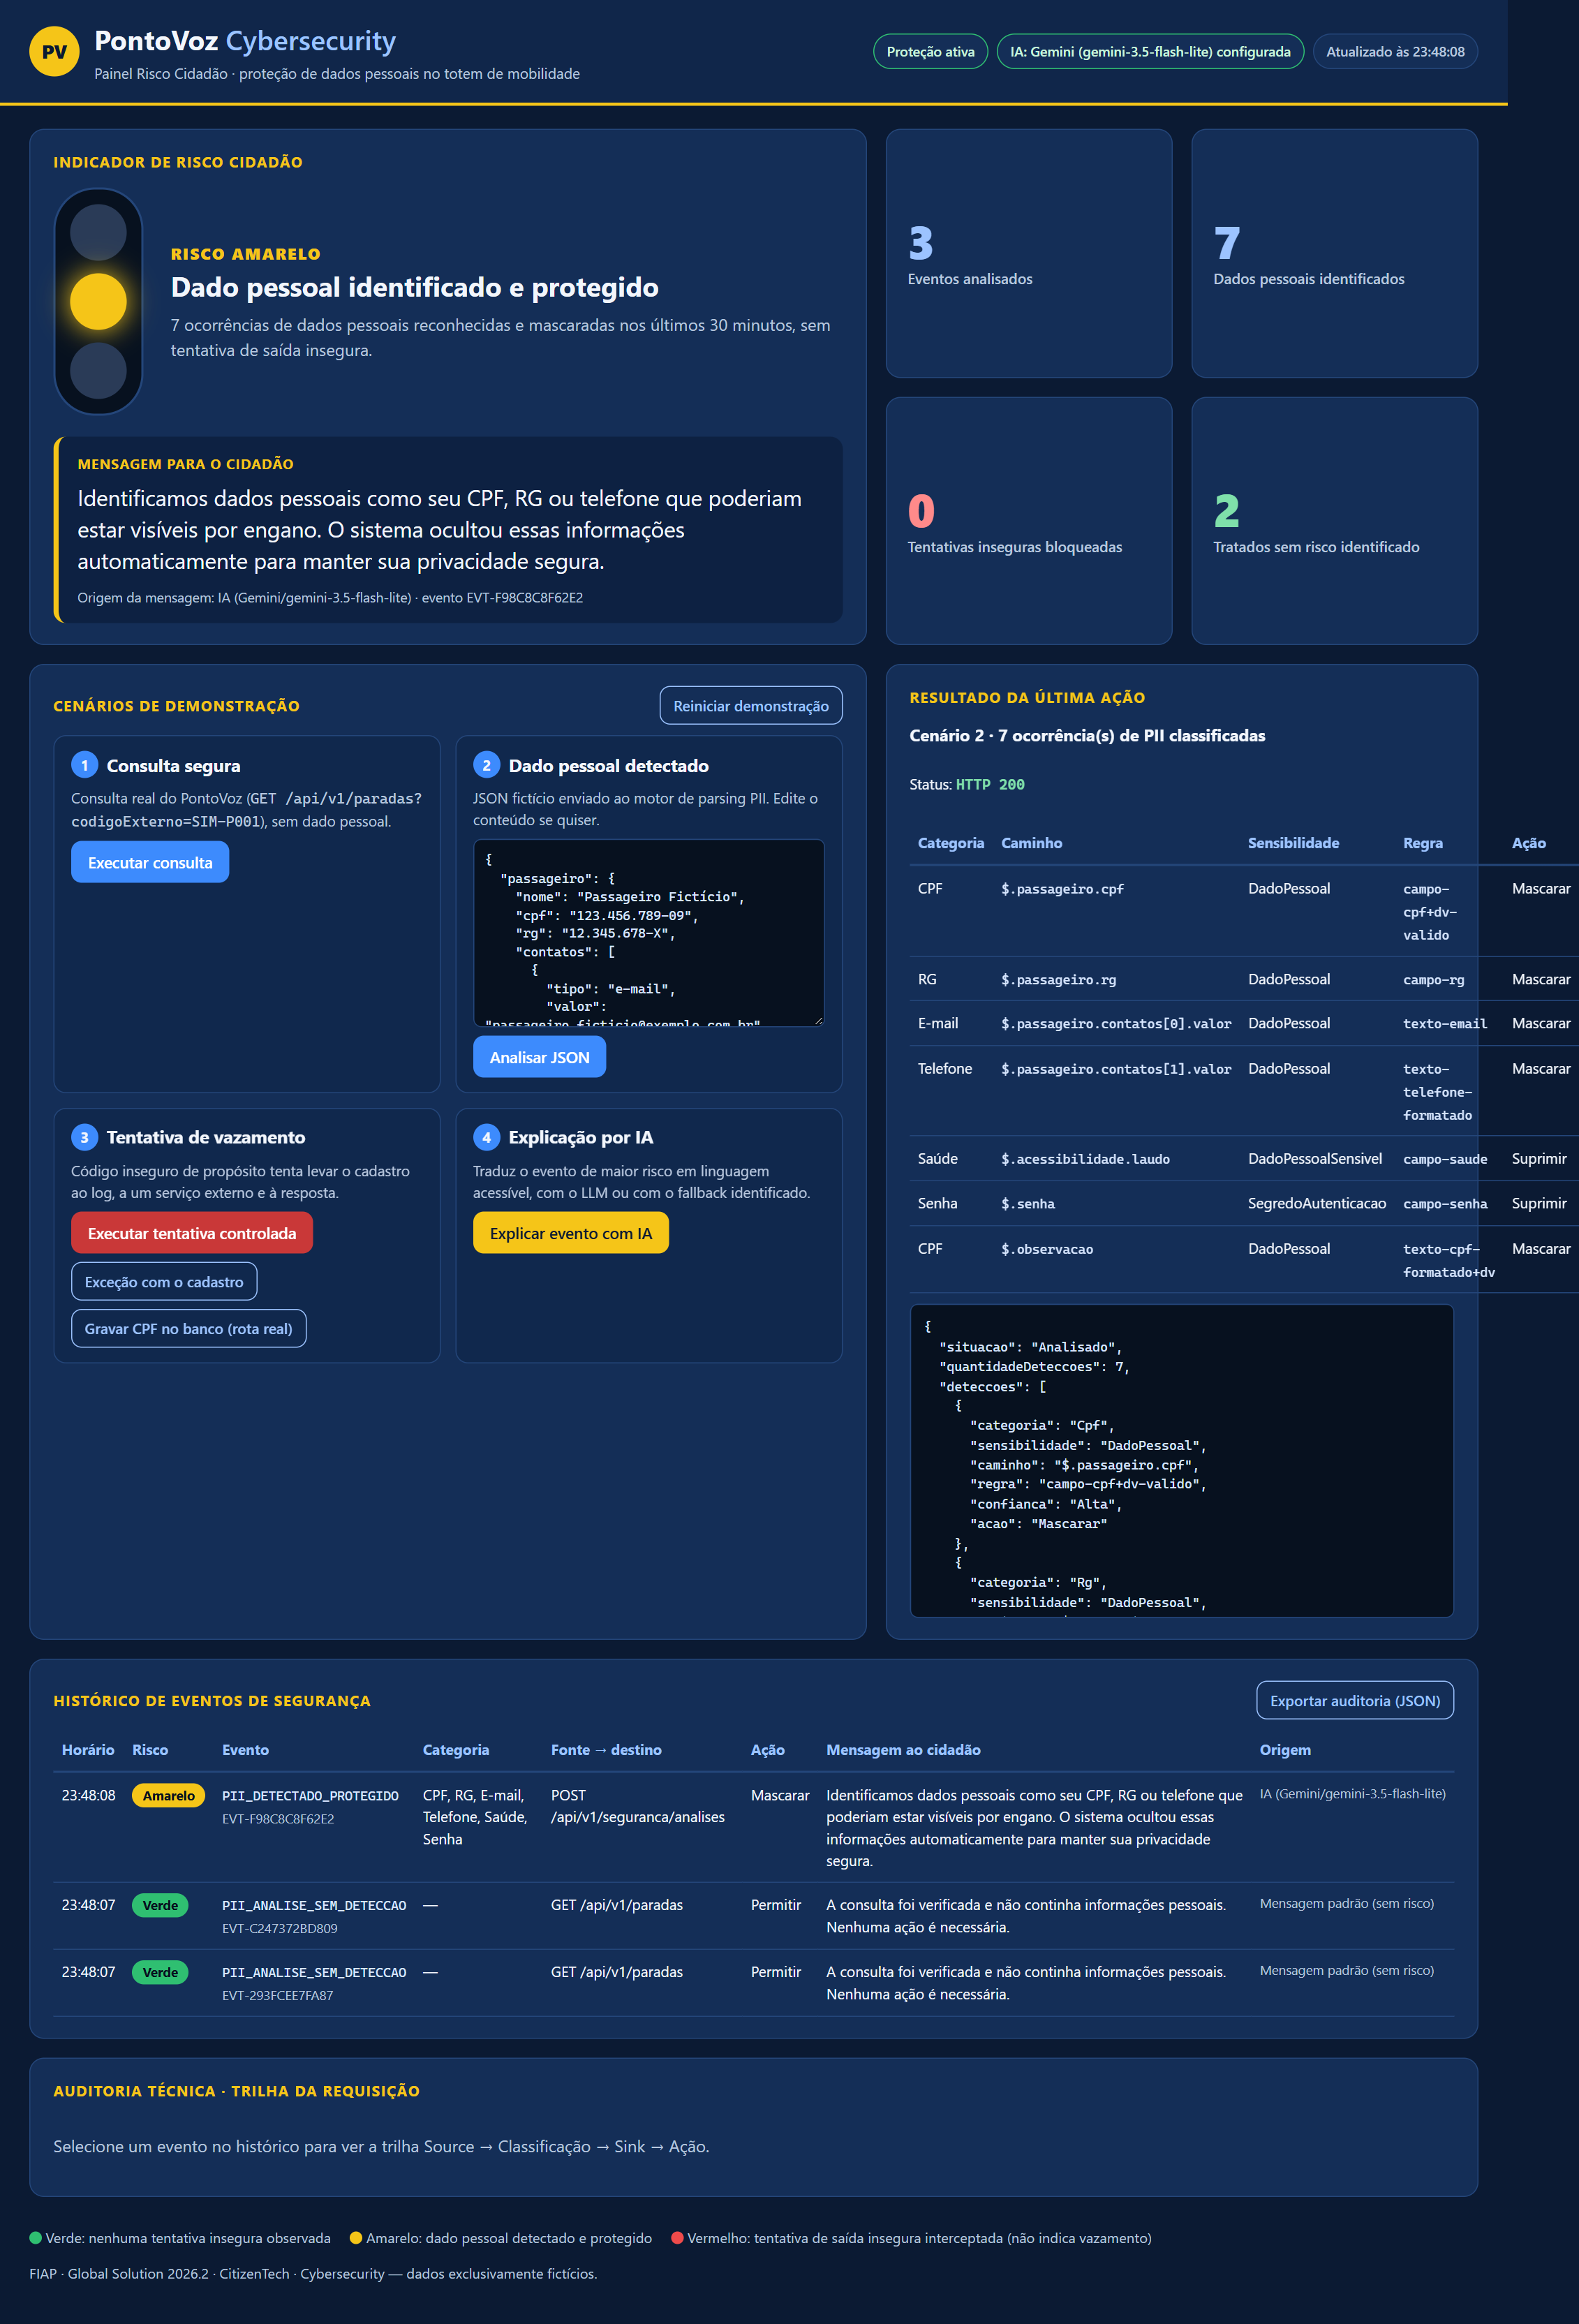 PV
PontoVoz Cybersecurity
Painel Risco Cidadão · proteção de dados pessoais no totem de mobilidade
Proteção ativa
IA: Gemini (gemini-3.5-flash-lite) configurada
Atualizado às 23:48:08
INDICADOR DE RISCO CIDADÃO
RISCO AMARELO
Dado pessoal identificado e protegido
7 ocorrências de dados pessoais reconhecidas e mascaradas nos últimos 30 minutos, sem
tentativa de saída insegura.
MENSAGEM PARA O CIDADÃO
Identificamos dados pessoais como seu CPF, RG ou telefone que poderiam
estar visíveis por engano. O sistema ocultou essas informações
automaticamente para manter sua privacidade segura.
Origem da mensagem: IA (Gemini/gemini-3.5-flash-lite) · evento EVT-F98C8C8F62E2
3
Eventos analisados
7
Dados pessoais identificados
0
Tentativas inseguras bloqueadas
2
Tratados sem risco identificado
CENÁRIOS DE DEMONSTRAÇÃO
Reiniciar demonstração
1 Consulta segura
Consulta real do PontoVoz (GET /api/v1/paradas?
codigoExterno=SIM-P001), sem dado pessoal.
Executar consulta
2 Dado pessoal detectado
JSON fictício enviado ao motor de parsing PII. Edite o
conteúdo se quiser.
{
"passageiro": {
"nome": "Passageiro Fictício",
"cpf": "123.456.789-09",
"rg": "12.345.678-X",
"contatos": [
{
"tipo": "e-mail",
"valor":
"passageiro.ficticio@exemplo.com.br"
Analisar JSON
3 Tentativa de vazamento
Código inseguro de propósito tenta levar o cadastro
ao log, a um serviço externo e à resposta.
Executar tentativa controlada
Exceção com o cadastro
Gravar CPF no banco (rota real)
4 Explicação por IA
Traduz o evento de maior risco em linguagem
acessível, com o LLM ou com o fallback identificado.
Explicar evento com IA
RESULTADO DA ÚLTIMA AÇÃO
Cenário 2 · 7 ocorrência(s) de PII classificadas
Status: HTTP 200
Categoria Caminho Sensibilidade Regra Ação
CPF $.passageiro.cpf DadoPessoal campo- Mascarar
cpf+dv-
valido
RG $.passageiro.rg DadoPessoal campo-rg Mascarar
E-mail $.passageiro.contatos[0].valor DadoPessoal texto-email Mascarar
Telefone $.passageiro.contatos[1].valor DadoPessoal texto- Mascarar
telefone-
formatado
Saúde $.acessibilidade.laudo DadoPessoalSensivel campo-saude Suprimir
Senha $.senha SegredoAutenticacao campo-senha Suprimir
CPF $.observacao DadoPessoal texto-cpf- Mascarar
formatado+dv
{
"situacao": "Analisado",
"quantidadeDeteccoes": 7,
"deteccoes": [
{
"categoria": "Cpf",
"sensibilidade": "DadoPessoal",
"caminho": "$.passageiro.cpf",
"regra": "campo-cpf+dv-valido",
"confianca": "Alta",
"acao": "Mascarar"
},
{
"categoria": "Rg",
"sensibilidade": "DadoPessoal",
HISTÓRICO DE EVENTOS DE SEGURANÇA
Exportar auditoria (JSON)
Horário Risco Evento Categoria Fonte → destino Ação Mensagem ao cidadão Origem
23:48:08 Amarelo PII_DETECTADO_PROTEGIDO CPF, RG, E-mail, POST Mascarar Identificamos dados pessoais como seu CPF, RG ou telefone que IA (Gemini/gemini-3.5-flash-lite)
EVT-F98C8C8F62E2 Telefone, Saúde, /api/v1/seguranca/analises poderiam estar visíveis por engano. O sistema ocultou essas
Senha informações automaticamente para manter sua privacidade
segura.
23:48:07 Verde PII_ANALISE_SEM_DETECCAO — GET /api/v1/paradas Permitir A consulta foi verificada e não continha informações pessoais. Mensagem padrão (sem risco)
EVT-C247372BD809 Nenhuma ação é necessária.
23:48:07 Verde PII_ANALISE_SEM_DETECCAO — GET /api/v1/paradas Permitir A consulta foi verificada e não continha informações pessoais. Mensagem padrão (sem risco)
EVT-293FCEE7FA87 Nenhuma ação é necessária.
AUDITORIA TÉCNICA · TRILHA DA REQUISIÇÃO
Selecione um evento no histórico para ver a trilha Source → Classificação → Sink → Ação.
Verde: nenhuma tentativa insegura observada Amarelo: dado pessoal detectado e protegido Vermelho: tentativa de saída insegura interceptada (não indica vazamento)
FIAP · Global Solution 2026.2 · CitizenTech · Cybersecurity — dados exclusivamente fictícios.